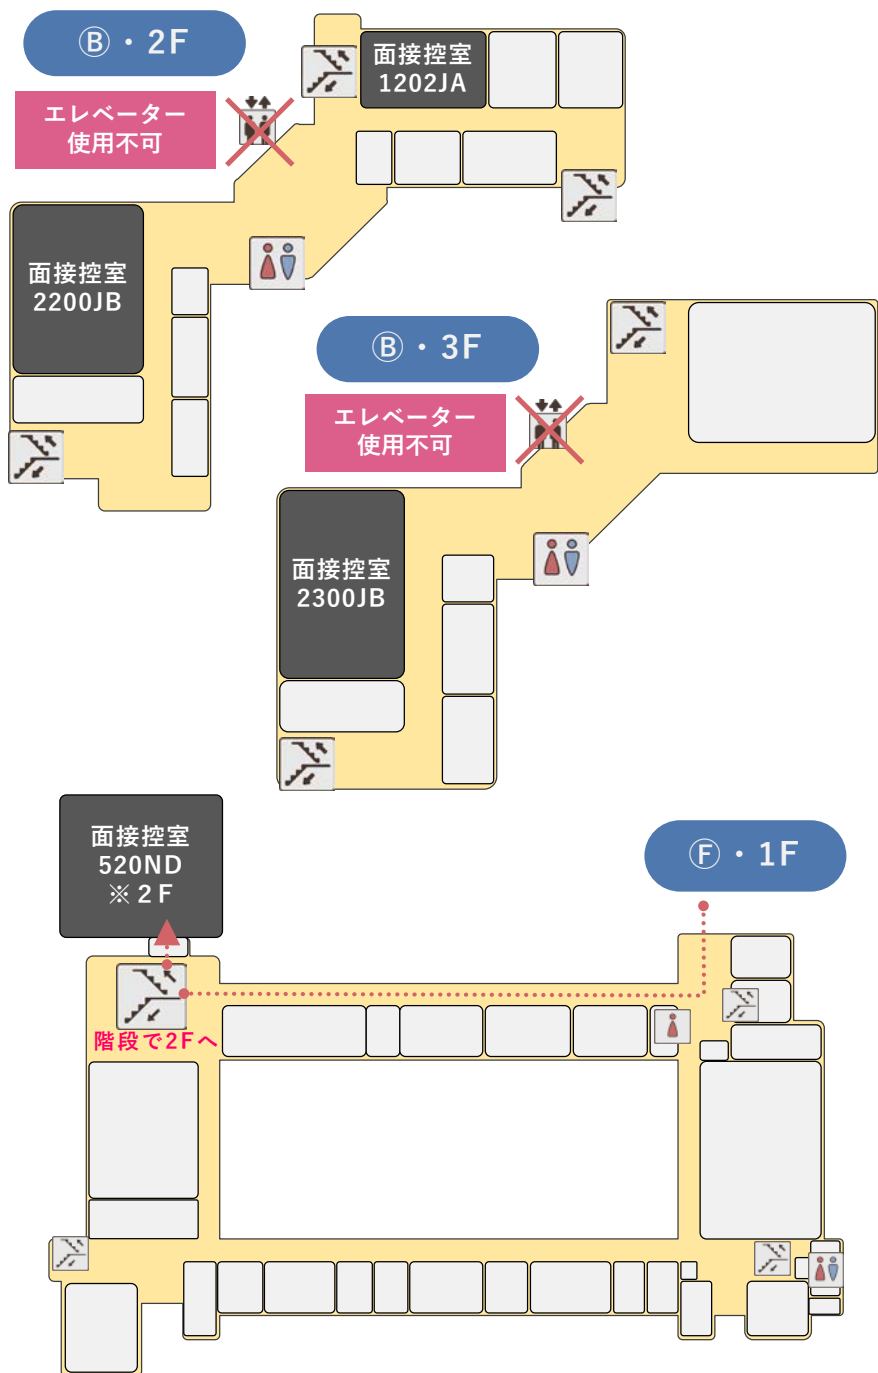 Ⓑ・2F
面接控室
1202JA
エレベーター
使用不可
面接控室
2200JB
Ⓑ・3F
エレベーター
使用不可
面接控室
2300JB
面接控室
520ND
※２Ｆ
Ⓕ・1F
階段で2Fへ